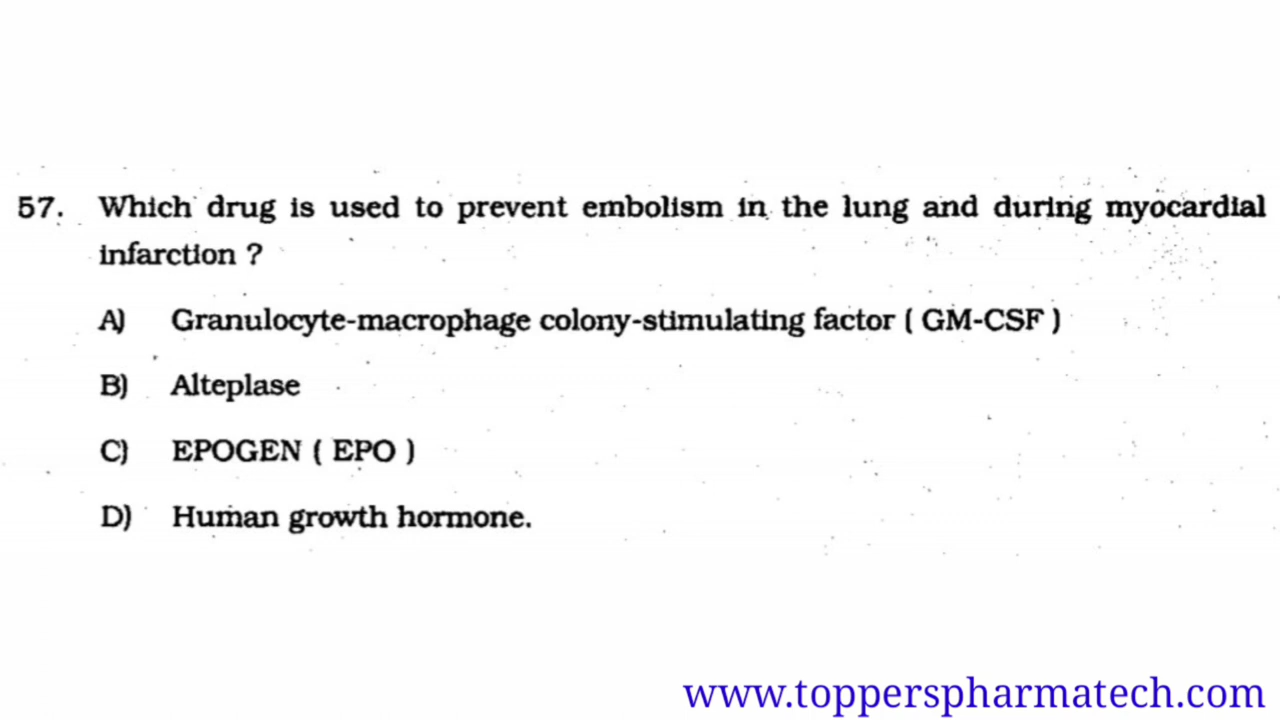 57. Which drug is used to prevent embolism in the lung and during myocardial
infarction ?
A) Granulocyte-macrophage colony-stimulating factor ( GM-CSF )
B) Alteplase
C) EPOGEN ( EPO )
D) Human growth hormone.
www.topperspharmatech.com